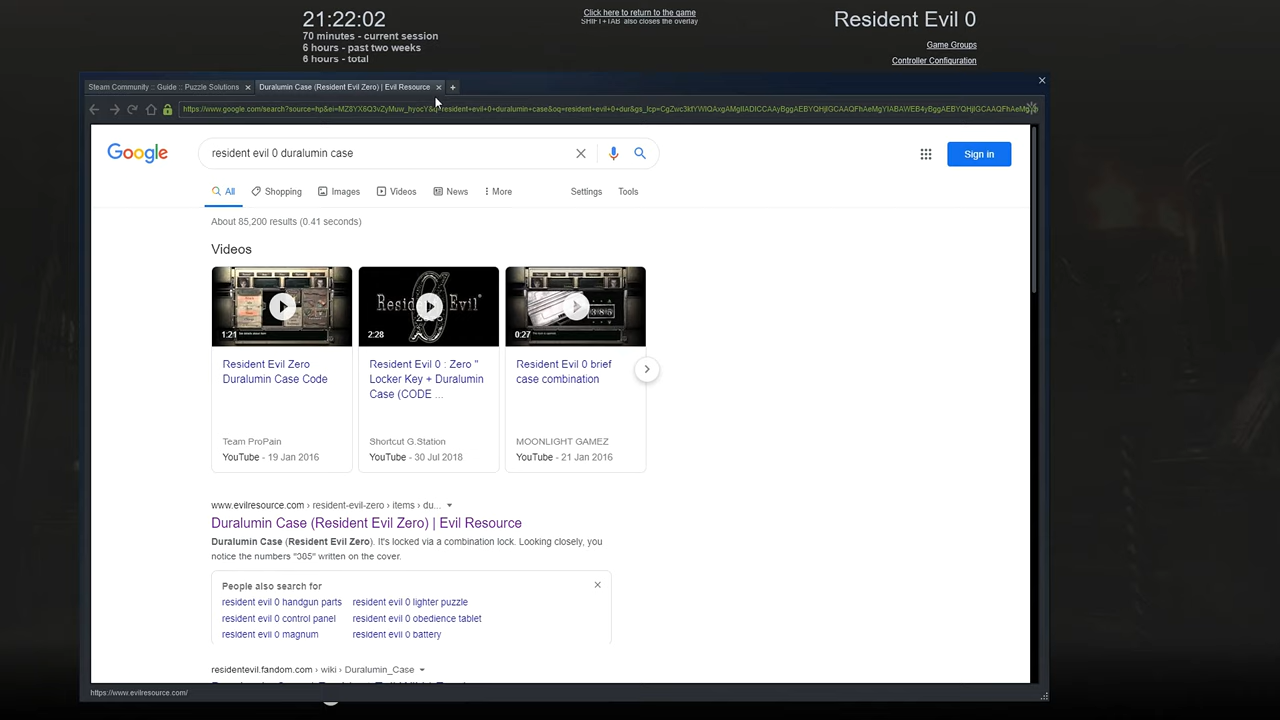 21:22:02
70 minutes - current session
6 hours - past two weeks
6 hours - total
Click here to return to the game
SHIFT+TAB also closes the overlay
Resident Evil 0
Game Groups
Controller Configuration
Steam Community :: Guide :: Puzzle Solutions
Duralumin Case (Resident Evil Zero) | Evil Resource
Google
resident evil 0 duralumin case
Sign in
All
Shopping
Images
Videos
News
More
Settings
Tools
About 85,200 results (0.41 seconds)
Videos
1:21
2:28
0:27
Resident Evil
385
Resident Evil Zero
Duralumin Case Code
Team ProPain
YouTube - 19 Jan 2016
Resident Evil 0 : Zero "
Locker Key + Duralumin
Case (CODE ...
Shortcut G.Station
YouTube - 30 Jul 2018
Resident Evil 0 brief
case combination
MOONLIGHT GAMEZ
YouTube - 21 Jan 2016
www.evilresource.com › resident-evil-zero › items › du...
Duralumin Case (Resident Evil Zero) | Evil Resource
Duralumin Case (Resident Evil Zero). It's locked via a combination lock. Looking closely, you
notice the numbers "385" written on the cover.
People also search for
resident evil 0 handgun parts
resident evil 0 lighter puzzle
resident evil 0 control panel
resident evil 0 obedience tablet
resident evil 0 magnum
resident evil 0 battery
residentevil.fandom.com › wiki › Duralumin_Case
https://www.evilresource.com/